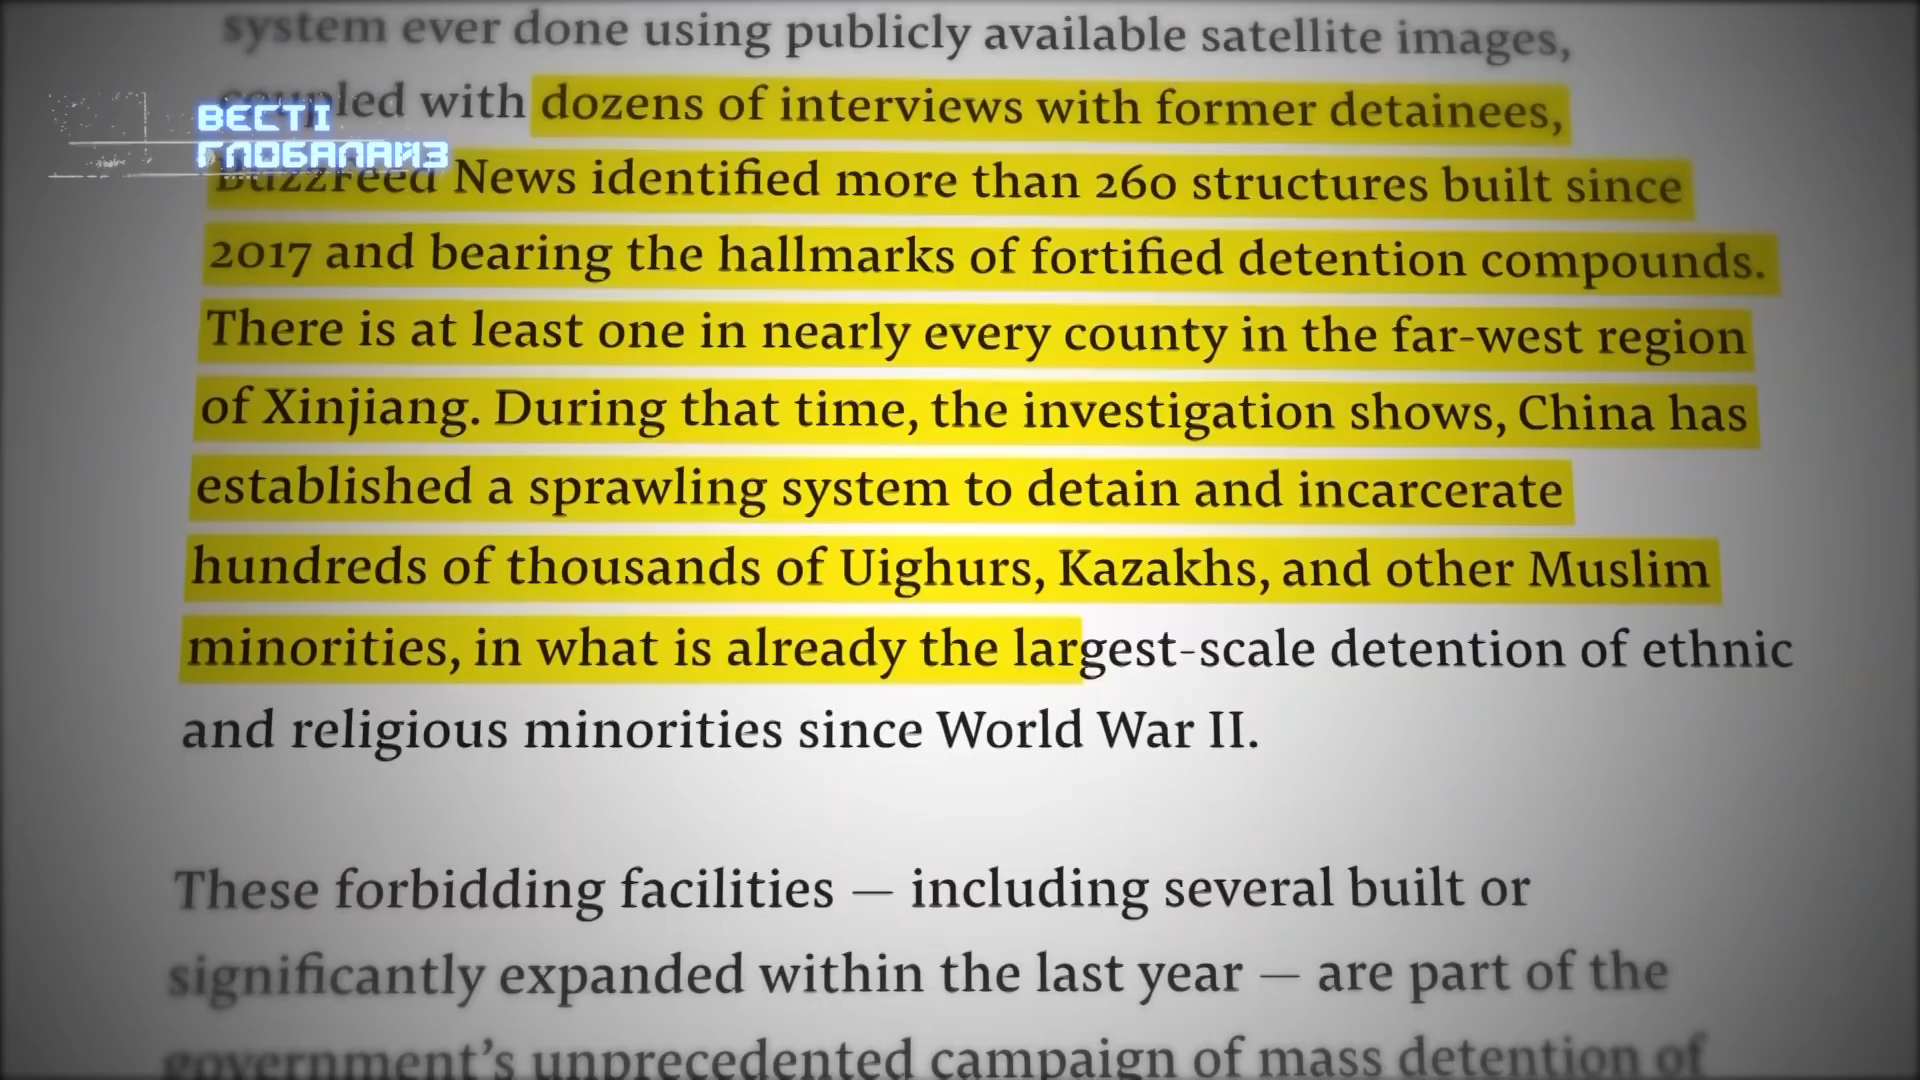 system ever done using publicly available satellite images,
coupled with dozens of interviews with former detainees,
ВЕСТІ
ГЛОБАЛАЙЗ
BuzzFeed News identified more than 260 structures built since
2017 and bearing the hallmarks of fortified detention compounds.
There is at least one in nearly every county in the far-west region
of Xinjiang. During that time, the investigation shows, China has
established a sprawling system to detain and incarcerate
hundreds of thousands of Uighurs, Kazakhs, and other Muslim
minorities, in what is already the largest-scale detention of ethnic
and religious minorities since World War II.
These forbidding facilities — including several built or
significantly expanded within the last year — are part of the
government’s unprecedented campaign of mass detention of